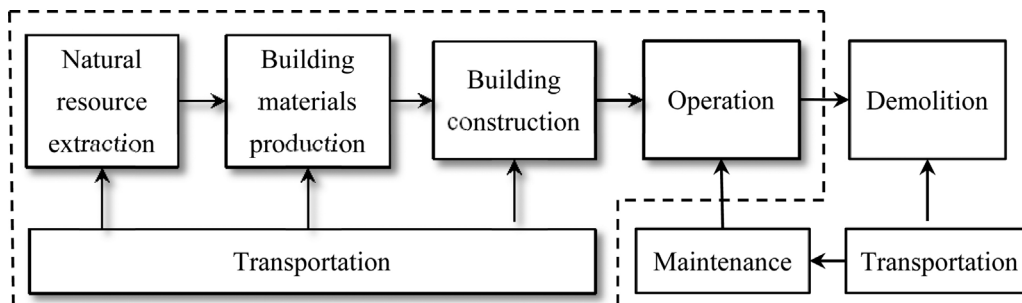 Natural
resource
extraction
Building
materials
production
Building
construction
Operation
Demolition
Transportation
Maintenance
Transportation